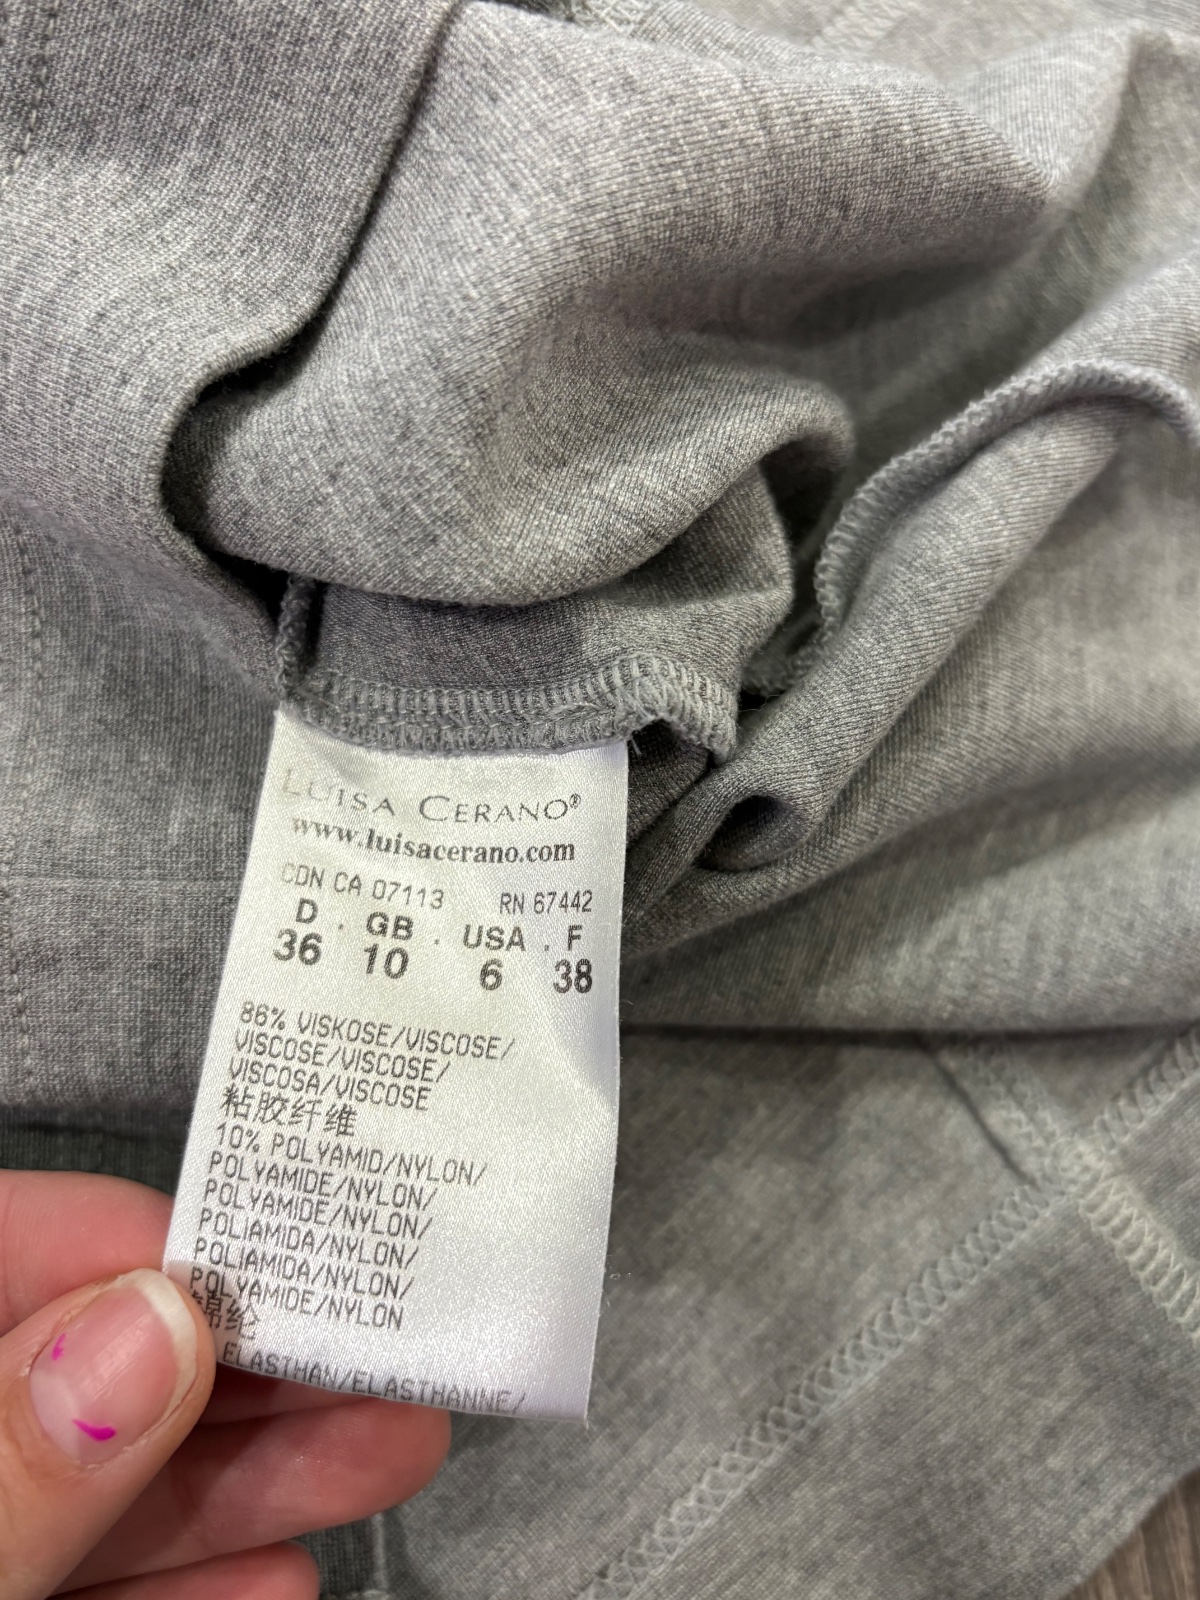 LUISA CERANO®
www.luisacerano.com
CDN CA 07113 RN 67442
D . GB . USA . F
36 10 6 38
86% VISKOSE/VISCOSE/
VISCOSE/VISCOSE/
VISCOSA/VISCOSE
粘胶纤维
10% POLYAMID/NYLON/
POLYAMIDE/NYLON/
POLYAMIDE/NYLON/
POLIAMIDA/NYLON/
POLIAMIDA/NYLON/
POLYAMIDE/NYLON
锦纶
ELASTHAN/ELASTHANNE/